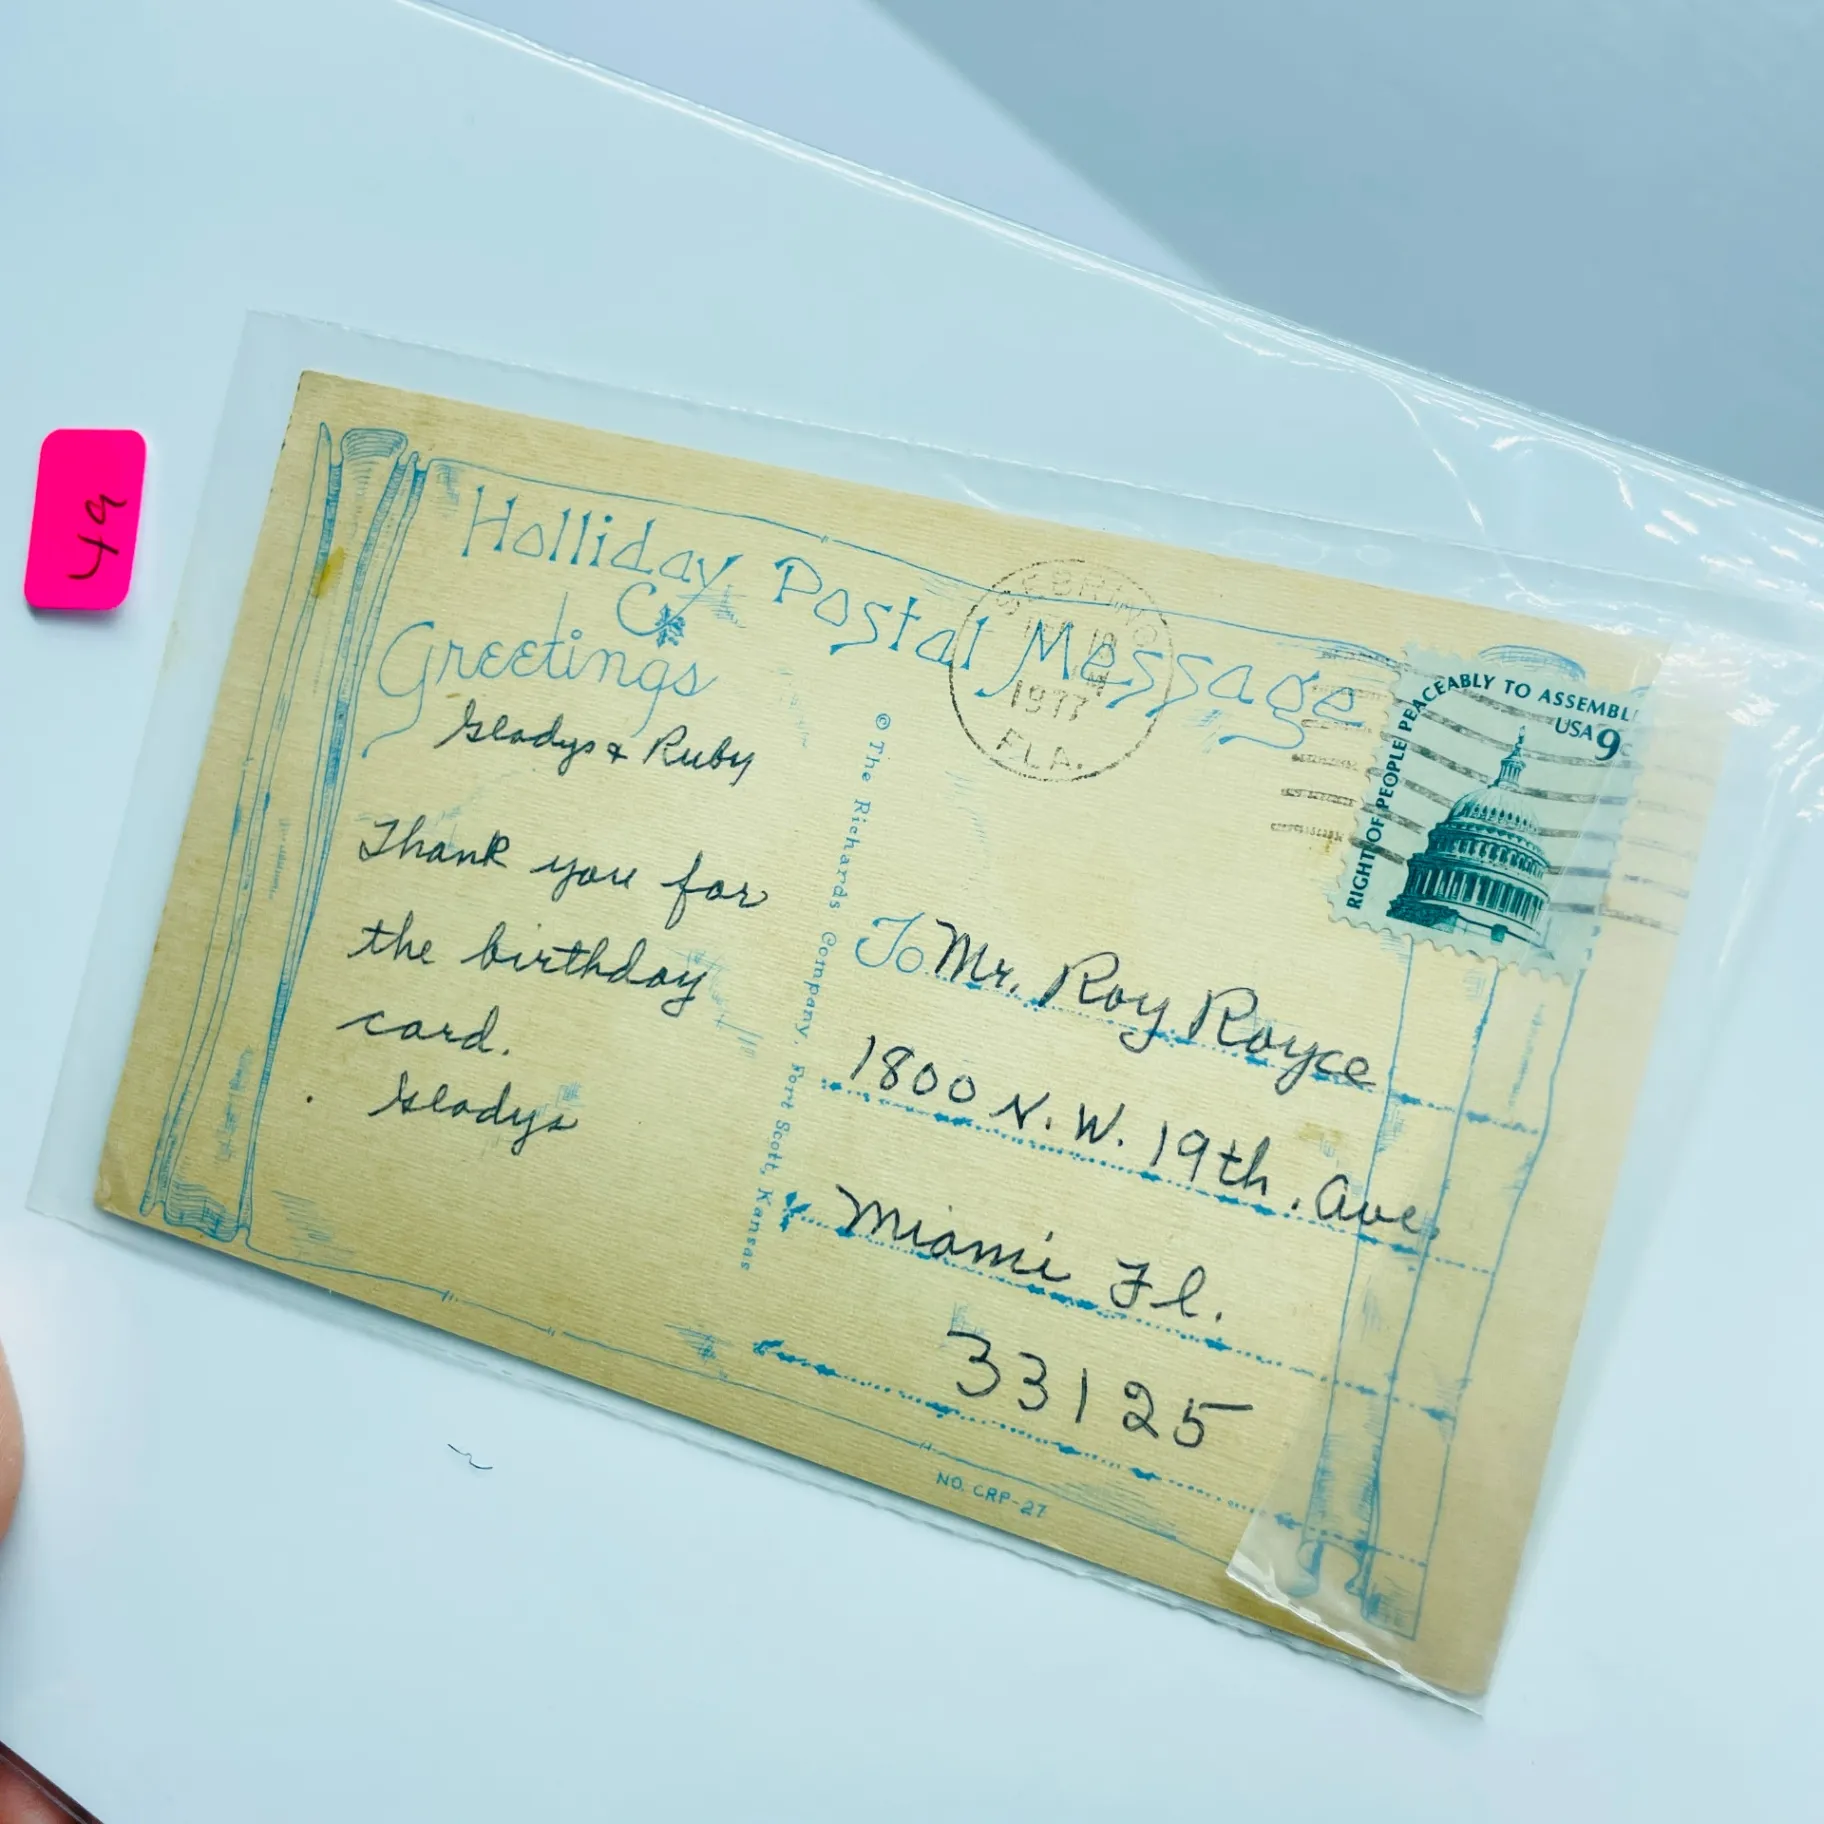 49
Holliday Postal Message
Greetings
Gladys & Ruby
Thank you for
the birthday
card.
Gladys
© The Richards Company, Fort Scott, Kansas
SEBRING
1977
FLA.
RIGHT OF PEOPLE PEACEABLY TO ASSEMBL
USA 9c
To Mr. Roy Royce
1800 N.W. 19th. Ave.
Miami Fl.
33125
NO. CRP-27